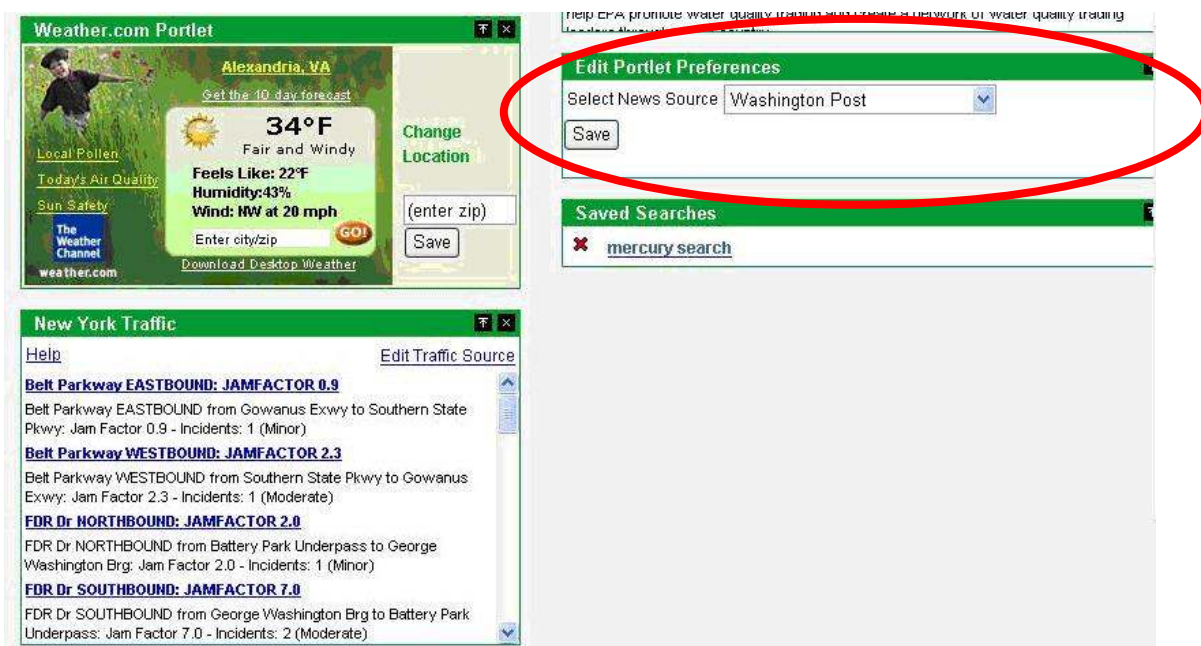 Weather.com Portlet
Alexandria, VA
Get the 10 day forecast
34°F
Fair and Windy
Feels Like: 22°F
Humidity:43%
Wind: NW at 20 mph
Enter city/zip
GO!
Download Desktop Weather
Local Pollen
Today's Air Quality
Sun Safety
The
Weather
Channel
weather.com
Change
Location
(enter zip)
Save
New York Traffic
Help
Edit Traffic Source
Belt Parkway EASTBOUND: JAMFACTOR 0.9
Belt Parkway EASTBOUND from Gowanus Exwy to Southern State
Pkwy: Jam Factor 0.9 - Incidents: 1 (Minor)
Belt Parkway WESTBOUND: JAMFACTOR 2.3
Belt Parkway WESTBOUND from Southern State Pkwy to Gowanus
Exwy: Jam Factor 2.3 - Incidents: 1 (Moderate)
FDR Dr NORTHBOUND: JAMFACTOR 2.0
FDR Dr NORTHBOUND from Battery Park Underpass to George
Washington Brg: Jam Factor 2.0 - Incidents: 1 (Minor)
FDR Dr SOUTHBOUND: JAMFACTOR 7.0
FDR Dr SOUTHBOUND from George Washington Brg to Battery Park
Underpass: Jam Factor 7.0 - Incidents: 2 (Moderate)
help EPA promote water quality trading and create a network of water quality trading
Edit Portlet Preferences
Select News Source Washington Post
Save
Saved Searches
mercury search